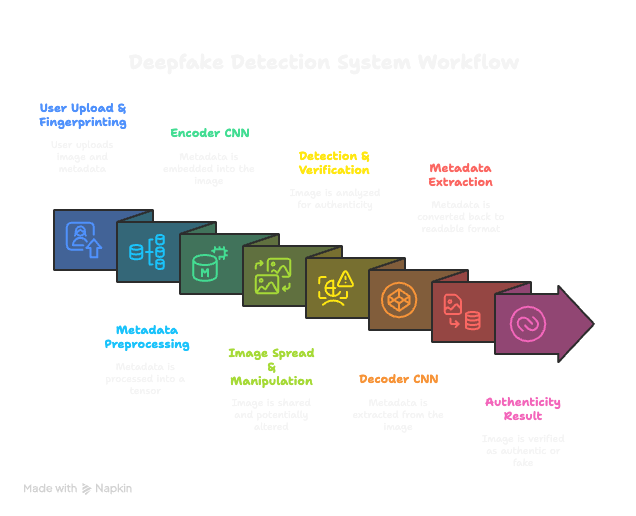 Deepfake Detection System Workflow
User Upload &
Fingerprinting
User uploads
image and
metadata
Encoder CNN
Metadata is
embedded into the
image
Detection &
Verification
Image is analyzed
for authenticity
Metadata
Extraction
Metadata is
converted back to
readable format
M
Metadata
Preprocessing
Metadata is
processed into a
tensor
Image Spread
&
Manipulation
Image is shared
and potentially
altered
Decoder CNN
Metadata is
extracted from the
image
Authenticity
Result
Image is verified
as authentic or
fake
Made with Napkin